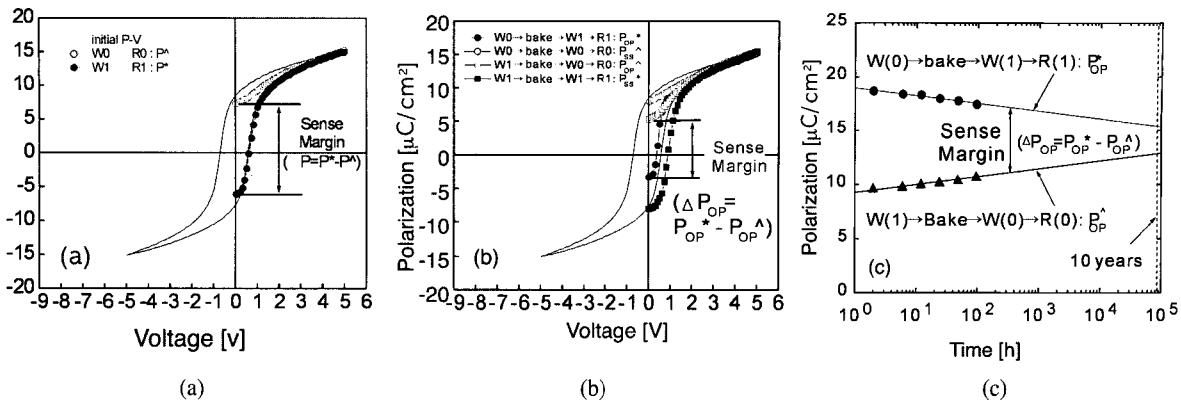 20
15
10
5
0
-5
-10
-15
-20
-9 -8 -7 -6 -5 -4 -3 -2 -1 0 1 2 3 4 5 6
initial P-V
W0 R0 : P^
W1 R1 : P*
Sense
Margin
( P=P*-P^)
(a)
Voltage [v]
(a)
Polarization [μC/cm²]
20
15
10
5
0
-5
-10
-15
-20
-9 -8 -7 -6 -5 -4 -3 -2 -1 0 1 2 3 4 5 6
W0→bake→W1→R1: P_OP*
W0→bake→W0→R0: P_SS^
W1→bake→W0→R0: P_OP^
W1→bake→W1→R1: P_SS*
Sense
Margin
(ΔP_OP=
P_OP*-P_OP^)
(b)
Voltage [V]
(b)
Polarization [μC/cm²]
25
20
15
10
5
0
10⁰ 10¹ 10² 10³ 10⁴ 10⁵
W(0)→bake→W(1)→R(1): P_OP*
Sense
Margin
(ΔP_OP=P_OP*-P_OP^)
W(1)→Bake→W(0)→R(0): P_OP^
(c)
10 years
Time [h]
(c)